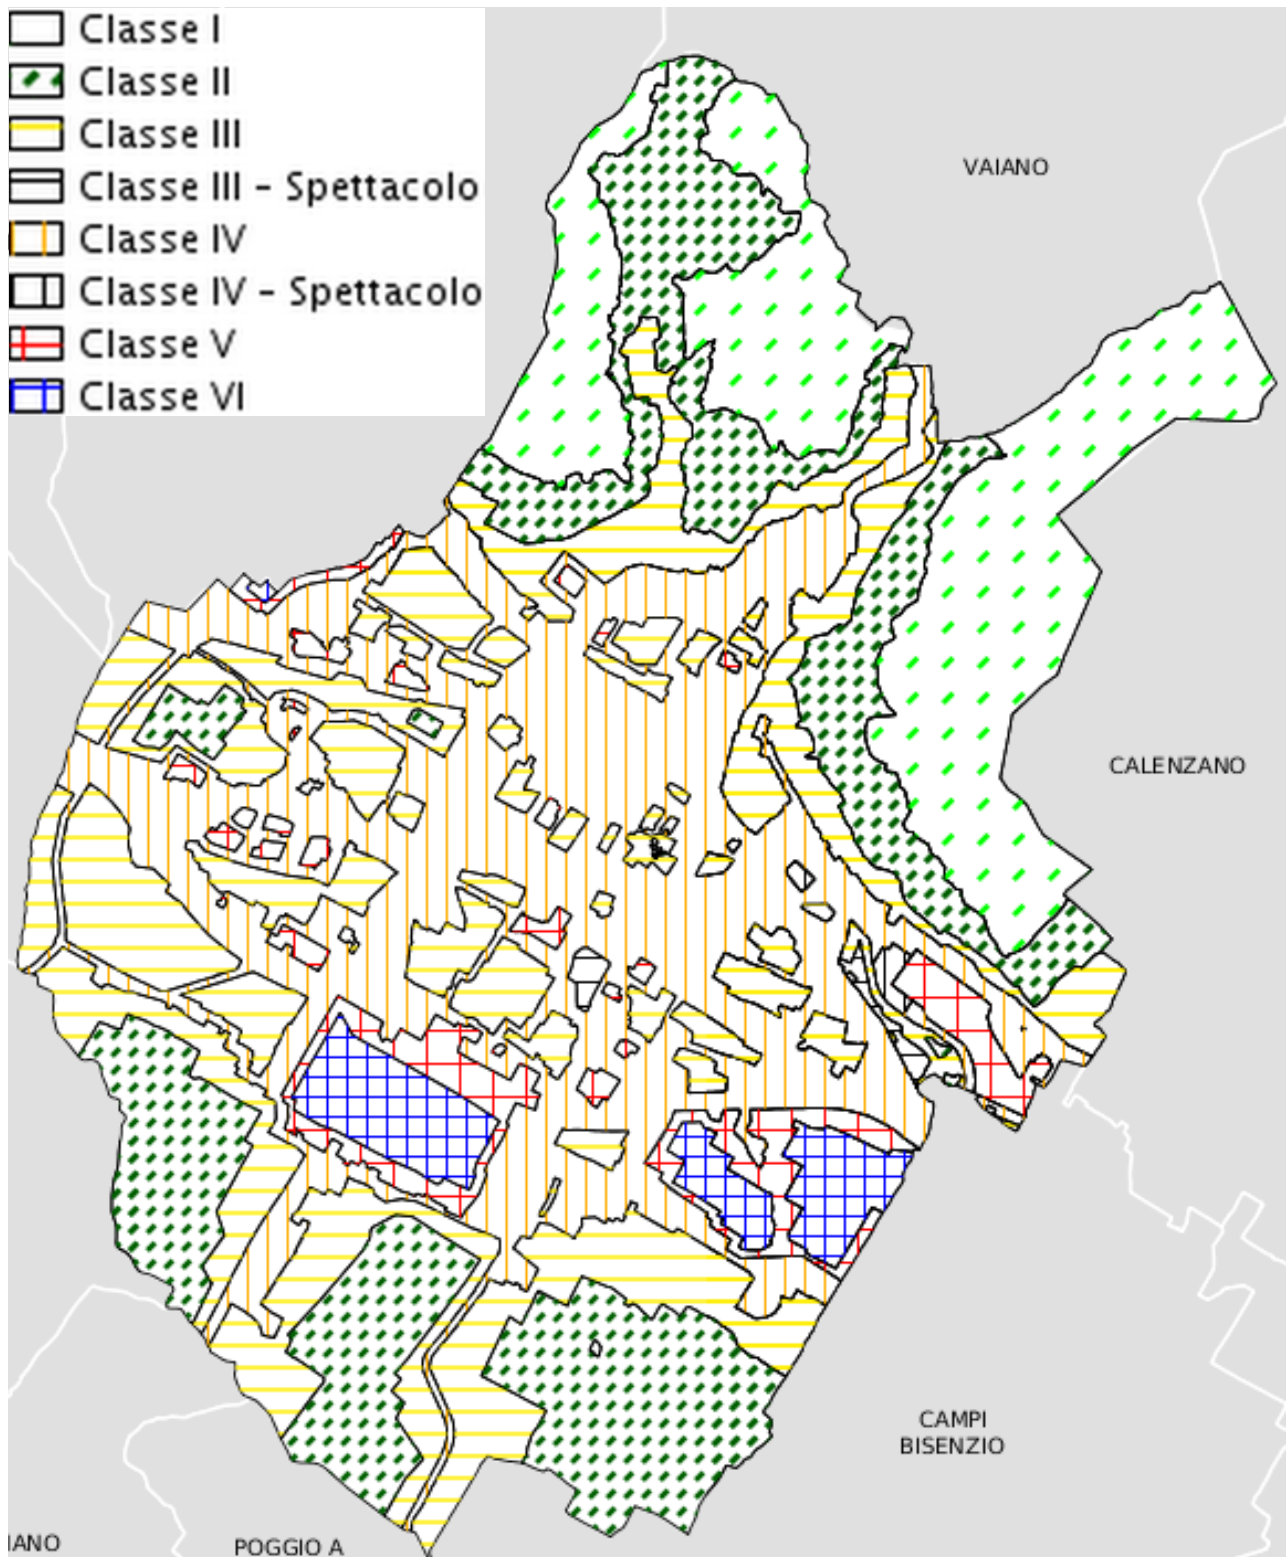 Classe I
Classe II
Classe III
Classe III - Spettacolo
Classe IV
Classe IV - Spettacolo
Classe V
Classe VI
VAIANO
CALENZANO
CAMPI
BISENZIO
IANO
POGGIO A